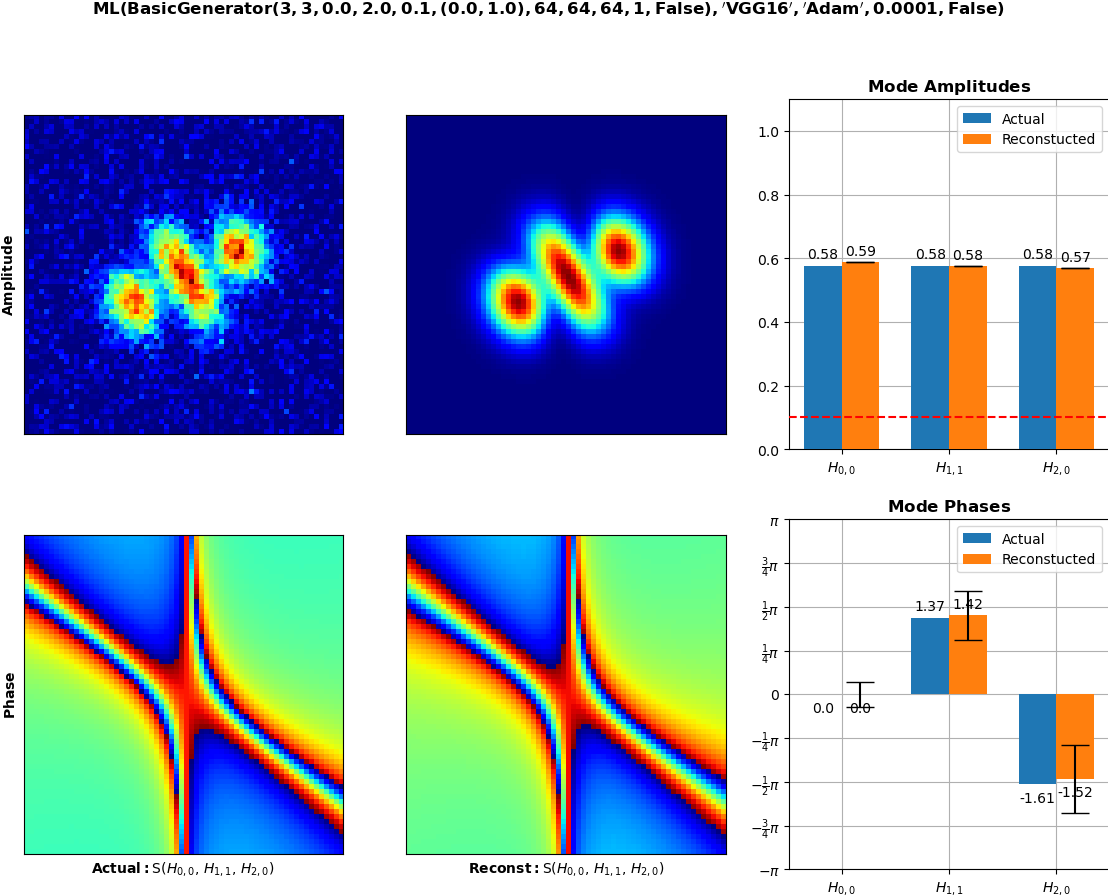 ML(BasicGenerator(3, 3, 0.0, 2.0, 0.1, (0.0, 1.0), 64, 64, 64, 1, False), ′VGG16′, ′Adam′, 0.0001, False)
Amplitude
Mode Amplitudes
Actual
Reconstucted
1.0
0.8
0.6
0.4
0.2
0.0
0.58 0.59 0.58 0.58 0.58 0.57
H0,0 H1,1 H2,0
Phase
Mode Phases
Actual
Reconstucted
π
3/4π
1/2π
1/4π
0
−1/4π
−1/2π
−3/4π
−π
0.0 0.0 1.37 1.42 -1.61 -1.52
H0,0 H1,1 H2,0
Actual: S(H0,0, H1,1, H2,0)
Reconst: S(H0,0, H1,1, H2,0)